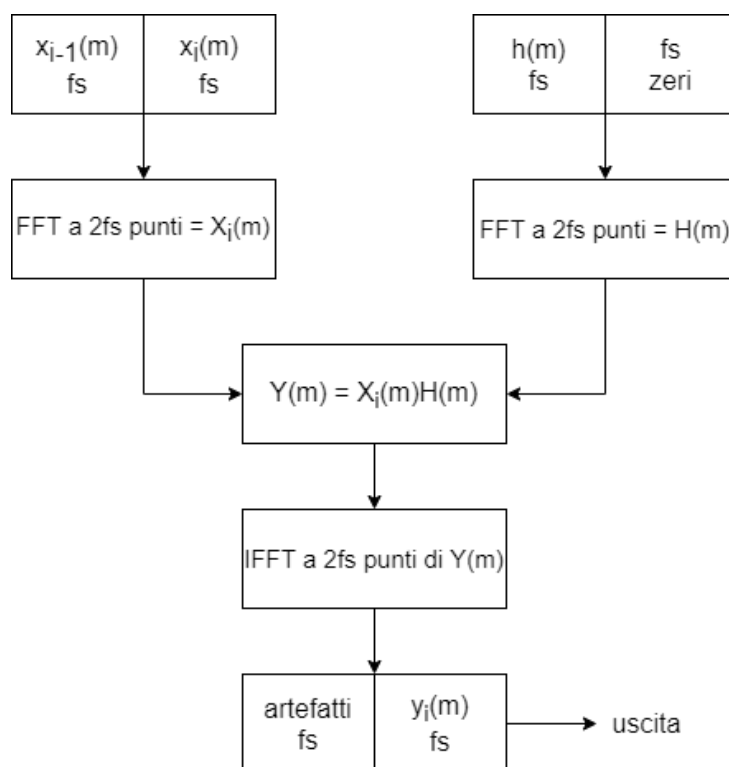 x_{i-1}(m)
fs
x_i(m)
fs
h(m)
fs
fs
zeri
FFT a 2fs punti = X_i(m)
FFT a 2fs punti = H(m)
Y(m) = X_i(m)H(m)
IFFT a 2fs punti di Y(m)
artefatti
fs
y_i(m)
fs
uscita